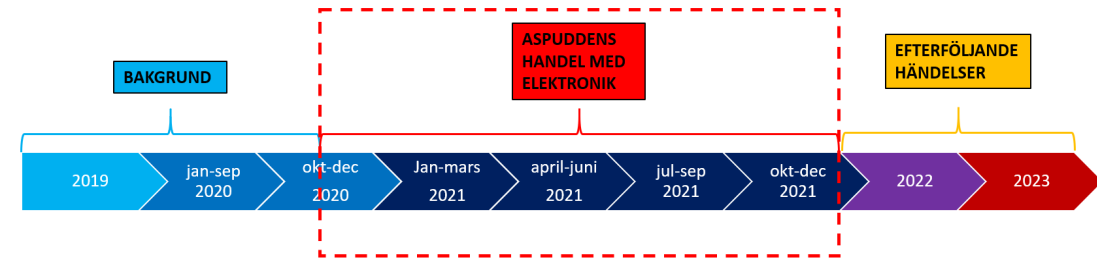 BAKGRUND
ASPUDDENS
HANDEL MED
ELEKTRONIK
EFTERFÖLJANDE
HÄNDELSER
2019
jan-sep
2020
okt-dec
2020
Jan-mars
2021
april-juni
2021
jul-sep
2021
okt-dec
2021
2022
2023